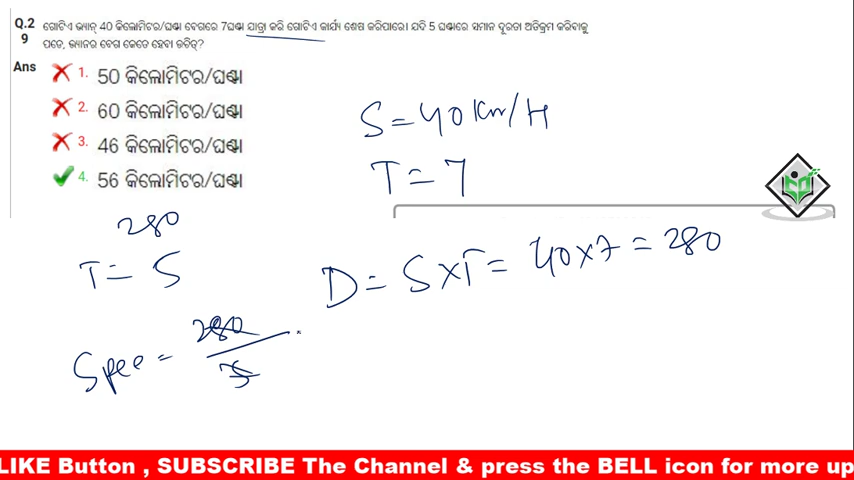 Q.2 ଗୋଟିଏ ଭ୍ୟାନ୍ 40 କିଲୋମିଟର/ଘଣ୍ଟା ବେଗରେ 7ଘଣ୍ଟା ଯାତ୍ରା କରି ଗୋଟିଏ କାର୍ଯ୍ୟ ଶେଷ କରିପାରେ। ଯଦି 5 ଘଣ୍ଟାରେ ସମାନ ଦୂରତା ଅତିକ୍ରମ କରିବାକୁ
9 ପଡେ, ଭ୍ୟାନର ବେଗ କେତେ ହେବା ଉଚିତ୍?
Ans 1. 50 କିଲୋମିଟର/ଘଣ୍ଟା
2. 60 କିଲୋମିଟର/ଘଣ୍ଟା
3. 46 କିଲୋମିଟର/ଘଣ୍ଟା
4. 56 କିଲୋମିଟର/ଘଣ୍ଟା
S = 40 Km/H
T = 7
280
T = 5
D = S x T = 40 x 7 = 280
Spee = 280
5
LIKE Button , SUBSCRIBE The Channel & press the BELL icon for more up